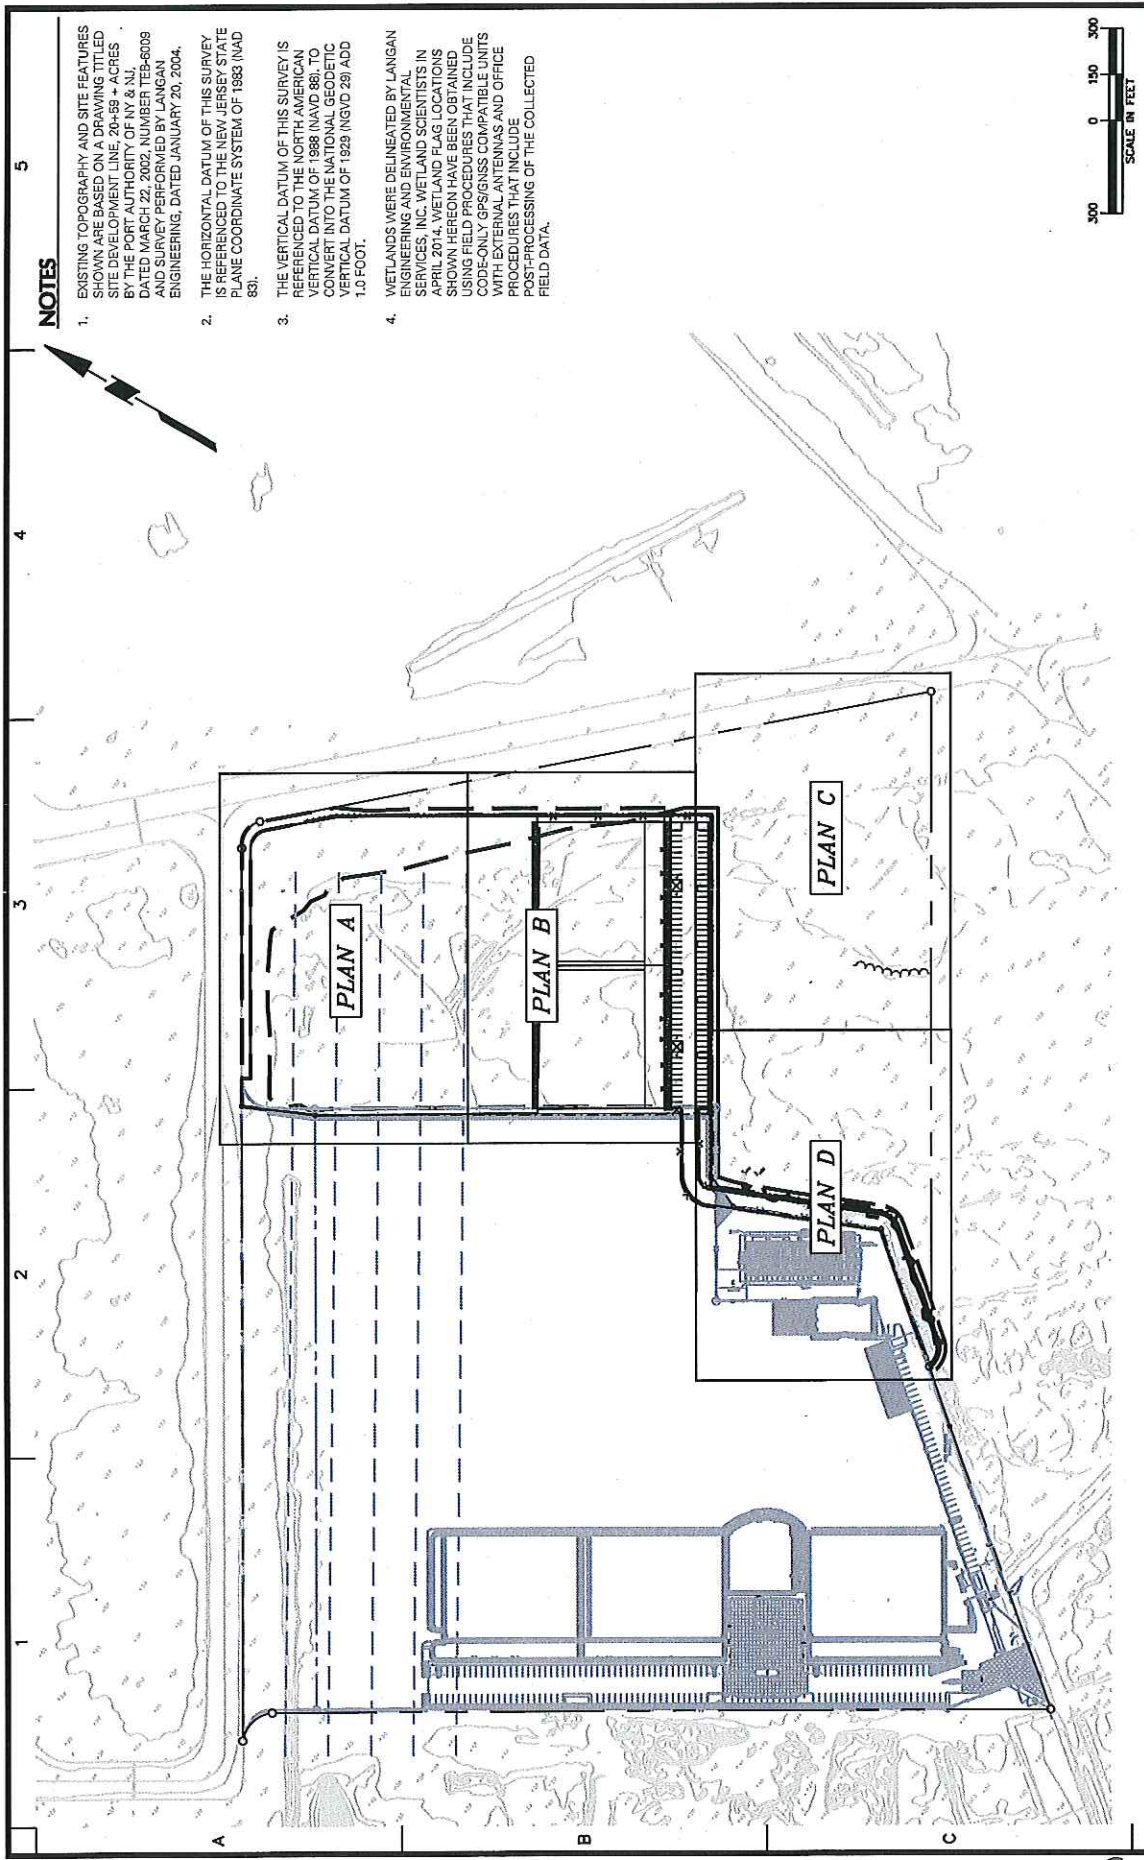 1
2
3
4
5
A
B
C
NOTES
1. EXISTING TOPOGRAPHY AND SITE FEATURES
SHOWN ARE BASED ON A DRAWING TITLED
SITE DEVELOPMENT LINE, 20+59 + ACRES
BY THE PORT AUTHORITY OF NY & NJ,
DATED MARCH 22, 2002, NUMBER TEB-6009
AND SURVEY PERFORMED BY LANGAN
ENGINEERING, DATED JANUARY 20, 2004.
2. THE HORIZONTAL DATUM OF THIS SURVEY
IS REFERENCED TO THE NEW JERSEY STATE
PLANE COORDINATE SYSTEM OF 1983 (NAD
83).
3. THE VERTICAL DATUM OF THIS SURVEY IS
REFERENCED TO THE NORTH AMERICAN
VERTICAL DATUM OF 1988 (NAVD 88). TO
CONVERT INTO THE NATIONAL GEODETIC
VERTICAL DATUM OF 1929 (NGVD 29) ADD
1.0 FOOT.
4. WETLANDS WERE DELINEATED BY LANGAN
ENGINEERING AND ENVIRONMENTAL
SERVICES, INC. WETLAND SCIENTISTS IN
APRIL 2014. WETLAND FLAG LOCATIONS
SHOWN HEREON HAVE BEEN OBTAINED
USING FIELD PROCEDURES THAT INCLUDE
CODE-ONLY GPS/GNSS COMPATIBLE UNITS
WITH EXTERNAL ANTENNAS AND OFFICE
PROCEDURES THAT INCLUDE
POST-PROCESSING OF THE COLLECTED
FIELD DATA.
PLAN A
PLAN B
PLAN C
PLAN D
300 0 150 300
SCALE IN FEET